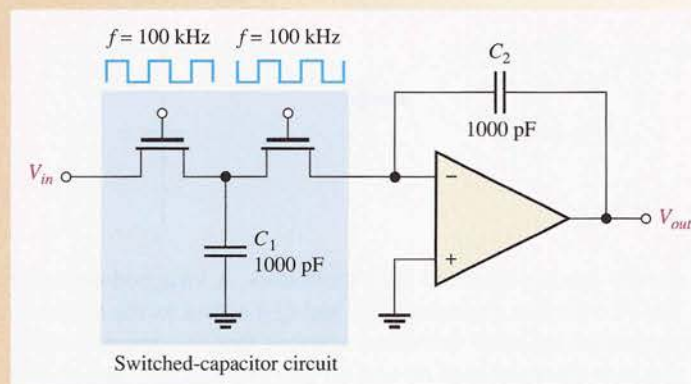 f = 100 kHz f = 100 kHz
C2
1000 pF
Vin
−
Vout
C1
1000 pF
+
Switched-capacitor circuit